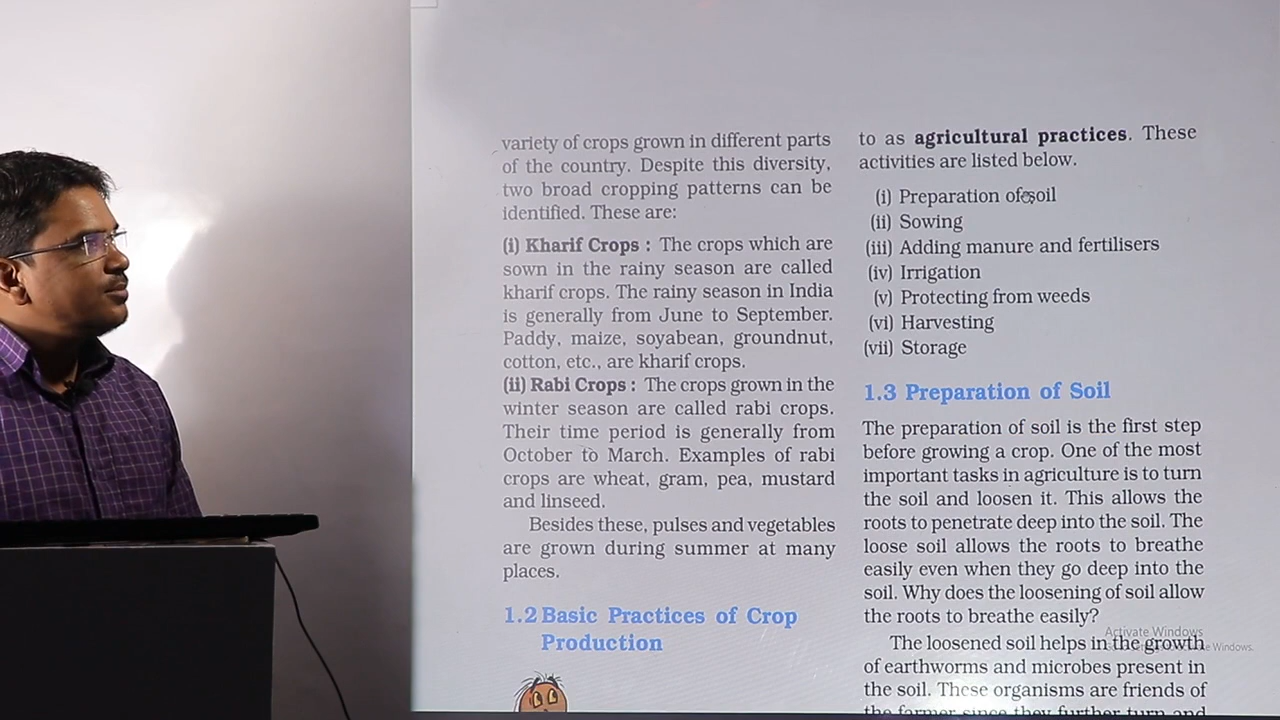 variety of crops grown in different parts
of the country. Despite this diversity,
two broad cropping patterns can be
identified. These are:
(i) Kharif Crops : The crops which are
sown in the rainy season are called
kharif crops. The rainy season in India
is generally from June to September.
Paddy, maize, soyabean, groundnut,
cotton, etc., are kharif crops.
(ii) Rabi Crops : The crops grown in the
winter season are called rabi crops.
Their time period is generally from
October to March. Examples of rabi
crops are wheat, gram, pea, mustard
and linseed.
Besides these, pulses and vegetables
are grown during summer at many
places.
1.2 Basic Practices of Crop
Production
to as agricultural practices. These
activities are listed below.
(i) Preparation of soil
(ii) Sowing
(iii) Adding manure and fertilisers
(iv) Irrigation
(v) Protecting from weeds
(vi) Harvesting
(vii) Storage
1.3 Preparation of Soil
The preparation of soil is the first step
before growing a crop. One of the most
important tasks in agriculture is to turn
the soil and loosen it. This allows the
roots to penetrate deep into the soil. The
loose soil allows the roots to breathe
easily even when they go deep into the
soil. Why does the loosening of soil allow
the roots to breathe easily?
The loosened soil helps in the growth
of earthworms and microbes present in
the soil. These organisms are friends of
the farmer since they further turn and
Activate Windows
Windows.